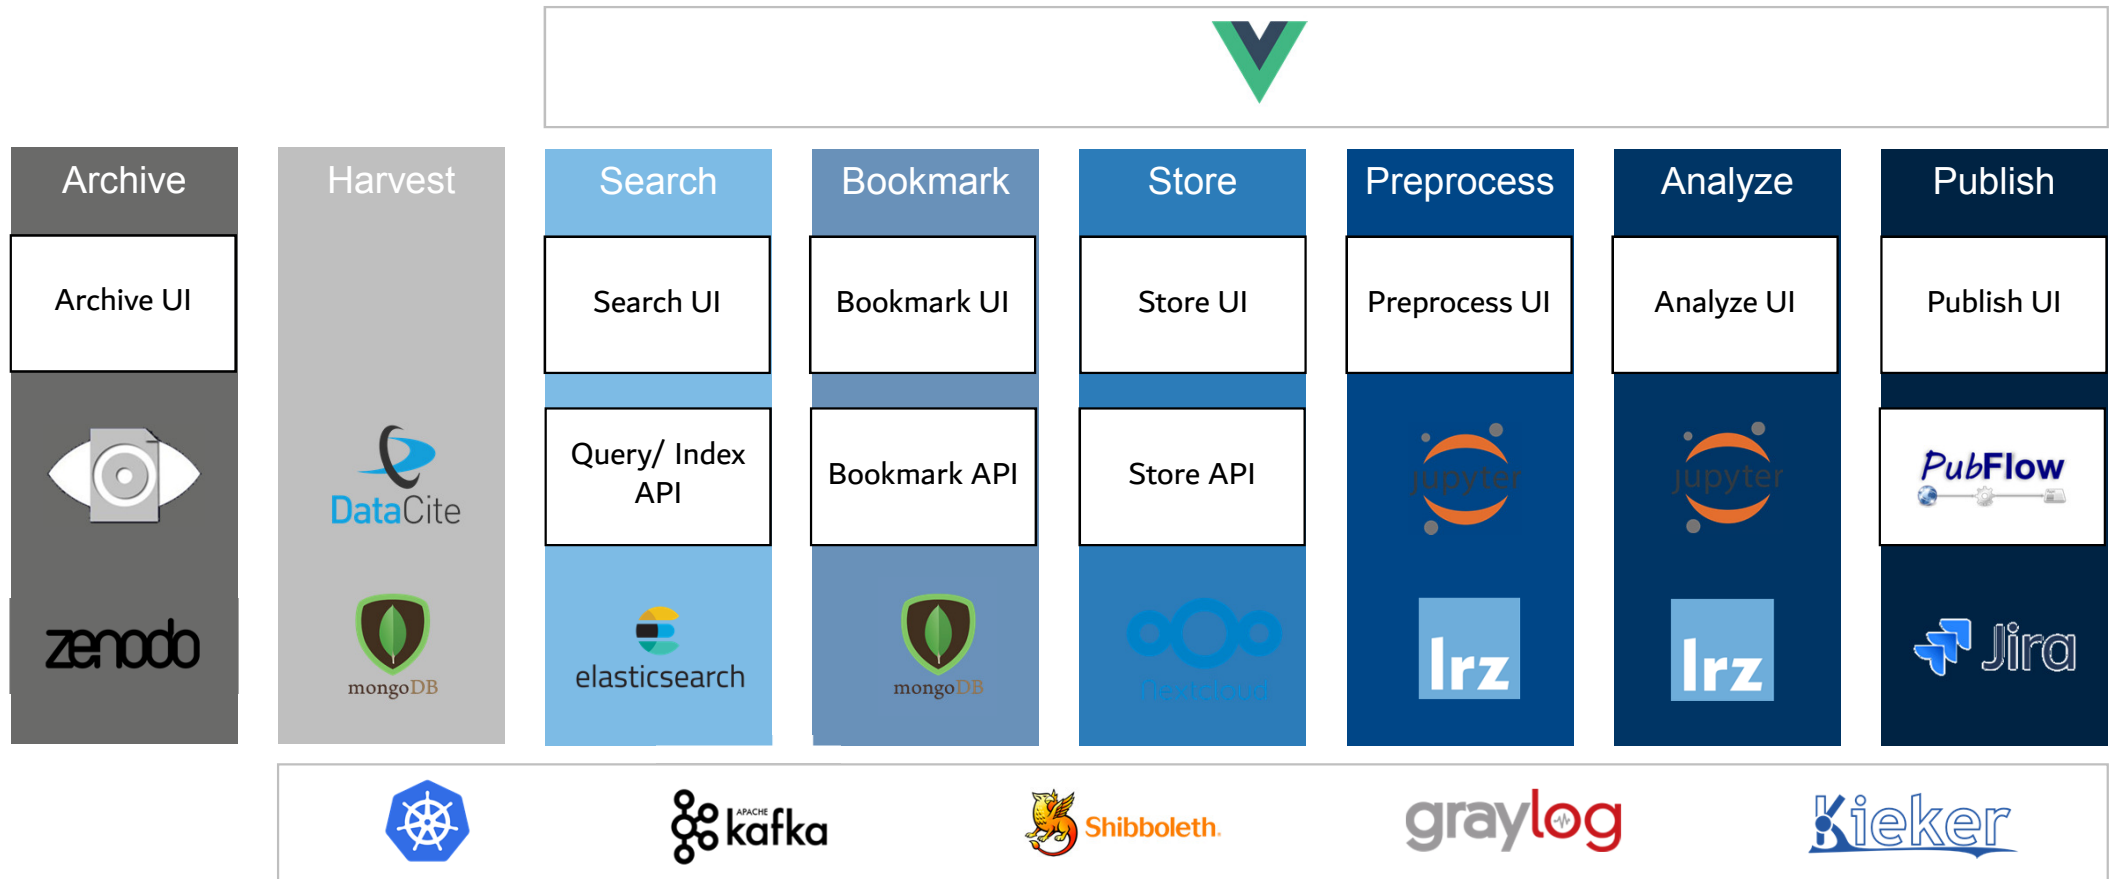 Archive
Harvest
Search
Bookmark
Store
Preprocess
Analyze
Publish
Archive UI
Search UI
Bookmark UI
Store UI
Preprocess UI
Analyze UI
Publish UI
DataCite
Query/ Index
API
Bookmark API
Store API
jupyter
jupyter
PubFlow
zenodo
mongoDB
elasticsearch
mongoDB
nextcloud
lrz
lrz
Jira
APACHE
kafka
Shibboleth.
graylog
Kieker